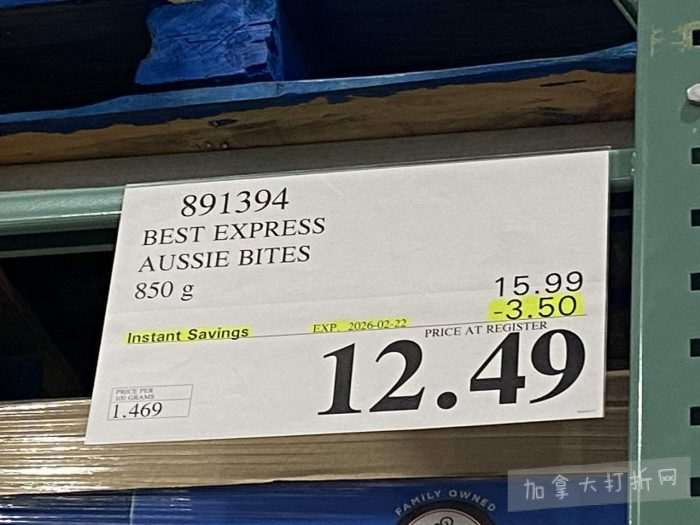 891394
BEST EXPRESS
AUSSIE BITES
850 g
15.99
-3.50
Instant Savings
EXP. 2026-02-22
PRICE AT REGISTER
12.49
PRICE PER
100 GRAMS
1.469
加拿大打折网
FAMILY OWNED